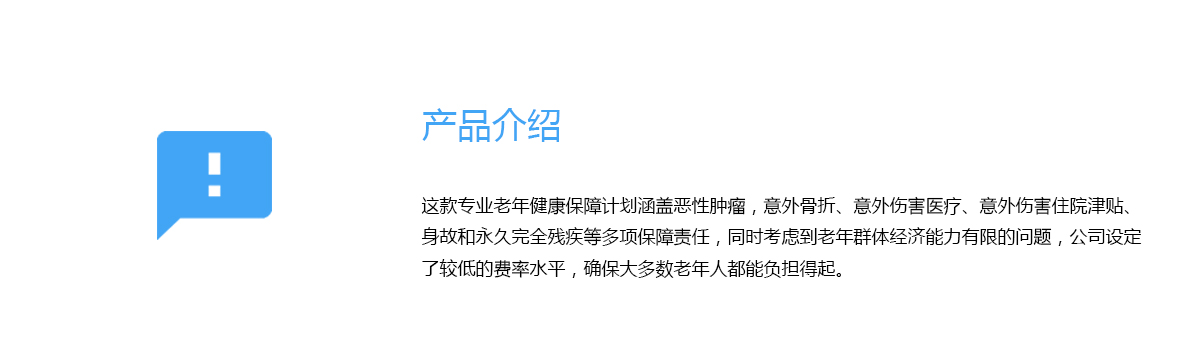 产品介绍
这款专业老年健康保障计划涵盖恶性肿瘤，意外骨折、意外伤害医疗、意外伤害住院津贴、
身故和永久完全残疾等多项保障责任，同时考虑到老年群体经济能力有限的问题，公司设定
了较低的费率水平，确保大多数老年人都能负担得起。